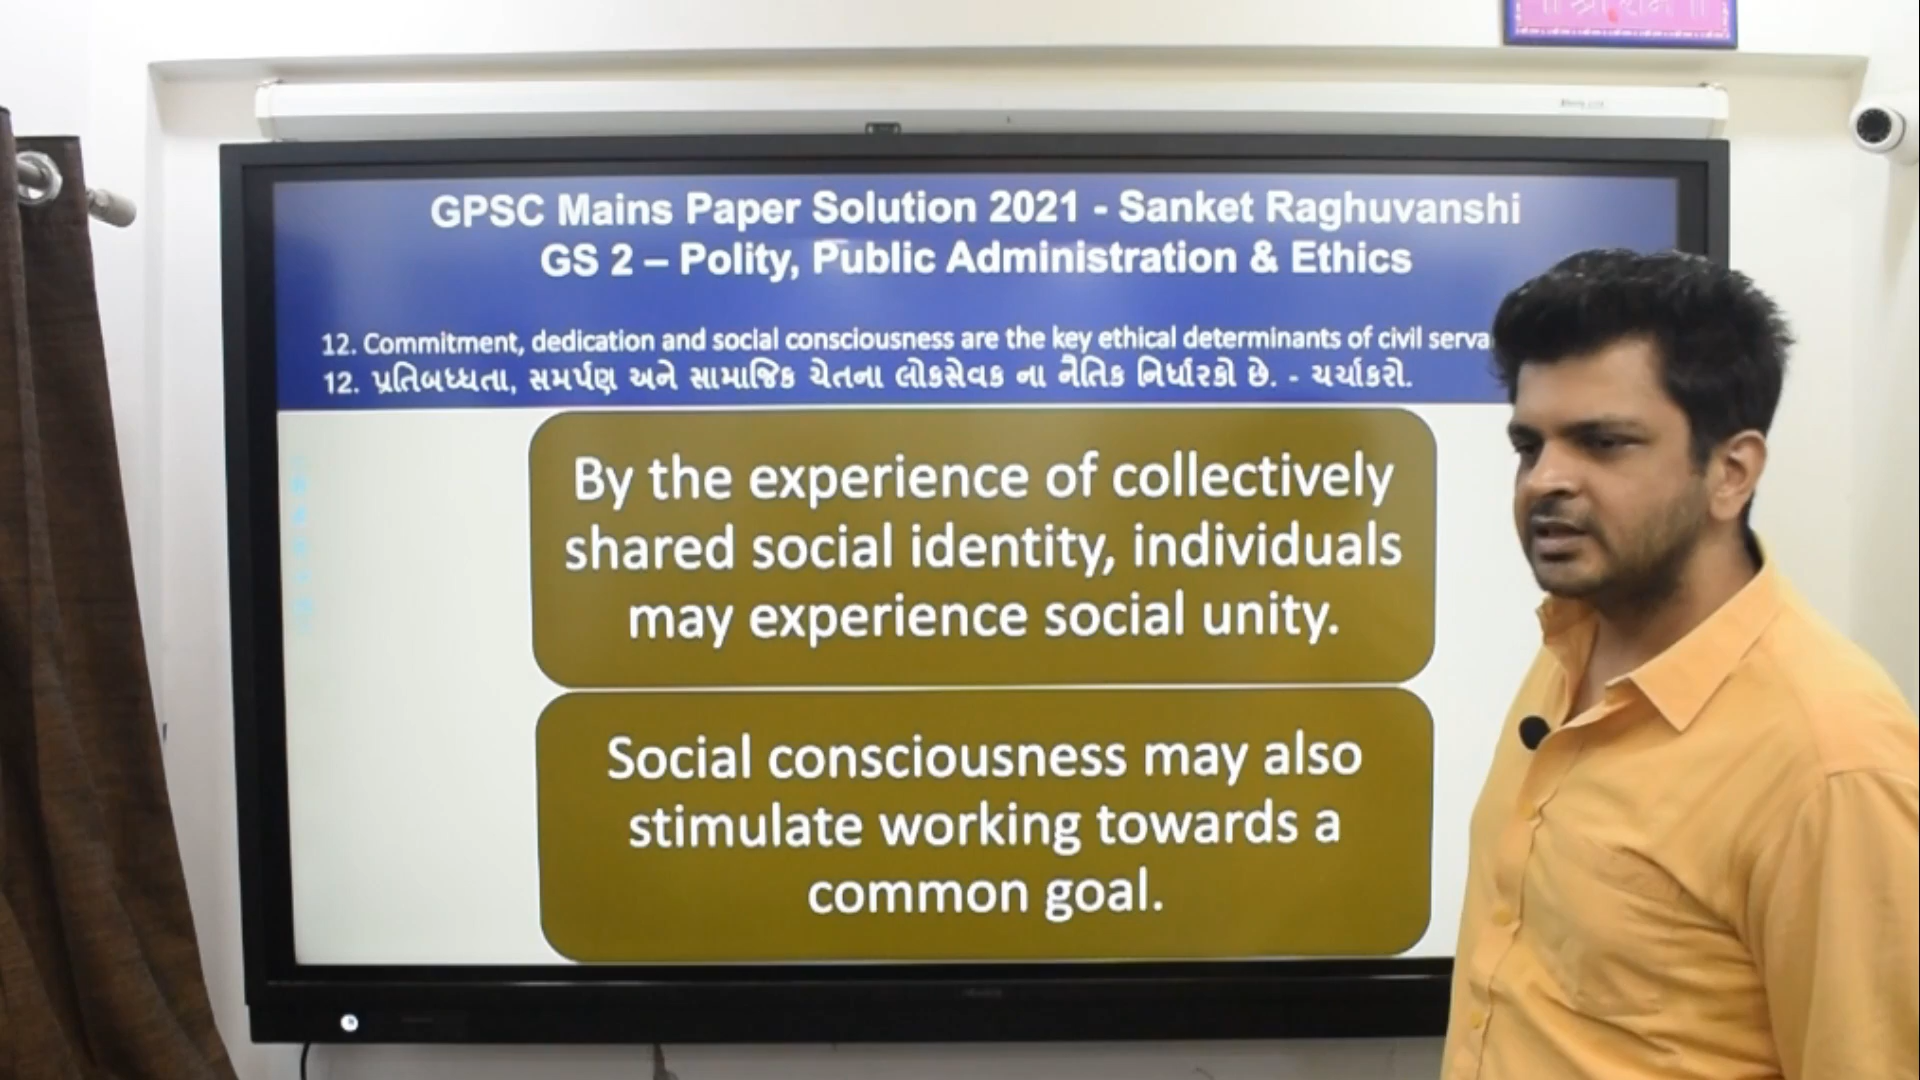 ॥ શ્રી રામ ॥
GPSC Mains Paper Solution 2021 - Sanket Raghuvanshi
GS 2 – Polity, Public Administration & Ethics
12. Commitment, dedication and social consciousness are the key ethical determinants of civil serva
12. પ્રતિબધ્ધતા, સમર્પણ અને સામાજિક ચેતના લોકસેવક ના નૈતિક નિર્ધારકો છે. - ચર્ચાકરો.
By the experience of collectively
shared social identity, individuals
may experience social unity.
Social consciousness may also
stimulate working towards a
common goal.